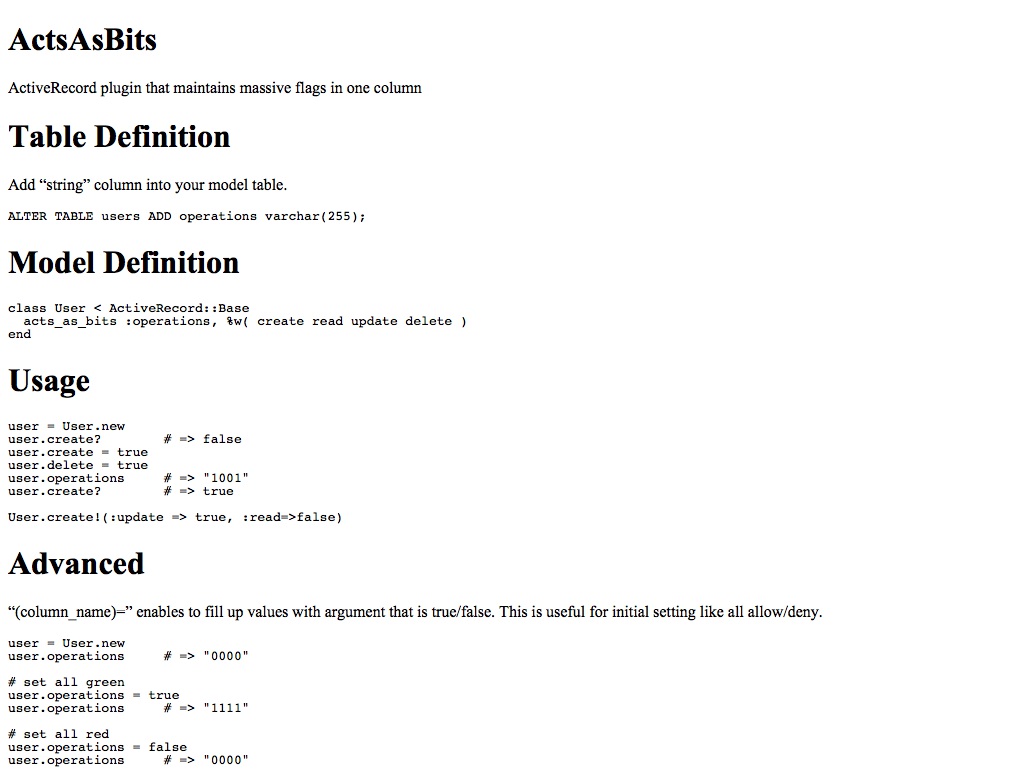 ActsAsBits
ActiveRecord plugin that maintains massive flags in one column
Table Definition
Add “string” column into your model table.
ALTER TABLE users ADD operations varchar(255);
Model Definition
class User < ActiveRecord::Base
  acts_as_bits :operations, %w( create read update delete )
end
Usage
user = User.new
user.create?        # => false
user.create = true
user.delete = true
user.operations     # => "1001"
user.create?        # => true
User.create!(:update => true, :read=>false)
Advanced
“(column_name)=” enables to fill up values with argument that is true/false. This is useful for initial setting like all allow/deny.
user = User.new
user.operations     # => "0000"
# set all green
user.operations = true
user.operations     # => "1111"
# set all red
user.operations = false
user.operations     # => "0000"